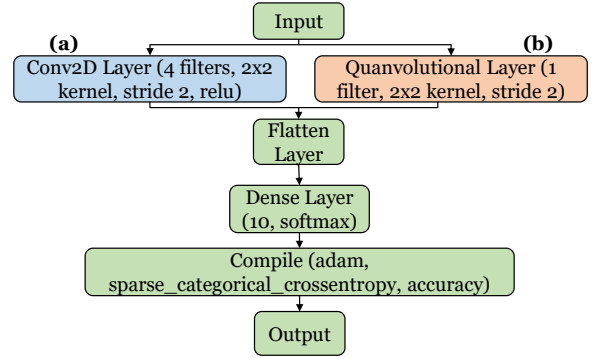 Input
(a)
(b)
Conv2D Layer (4 filters, 2x2
kernel, stride 2, relu)
Quanvolutional Layer (1
filter, 2x2 kernel, stride 2)
Flatten
Layer
Dense Layer
(10, softmax)
Compile (adam,
sparse_categorical_crossentropy, accuracy)
Output